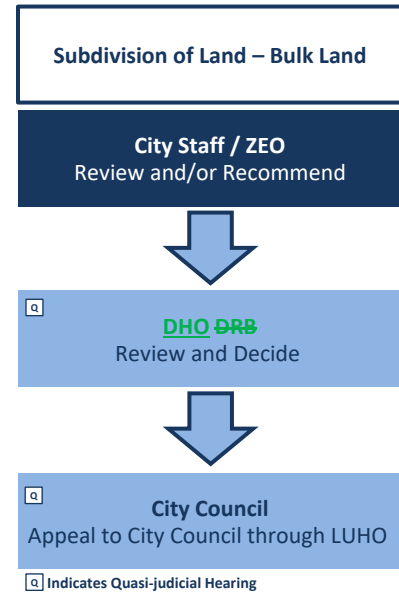 Subdivision of Land – Bulk Land
City Staff / ZEO
Review and/or Recommend
Q
DHO DRB
Review and Decide
Q
City Council
Appeal to City Council through LUHO
Q Indicates Quasi-judicial Hearing